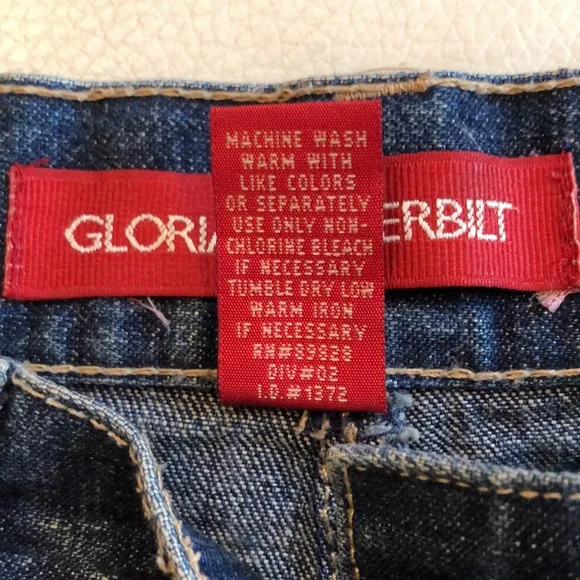 GLORIA ERBILT
MACHINE WASH
WARM WITH
LIKE COLORS
OR SEPARATELY
USE ONLY NON-
CHLORINE BLEACH
IF NECESSARY
TUMBLE DRY LOW
WARM IRON
IF NECESSARY
RN#89828
DIV#02
I.D.#1372